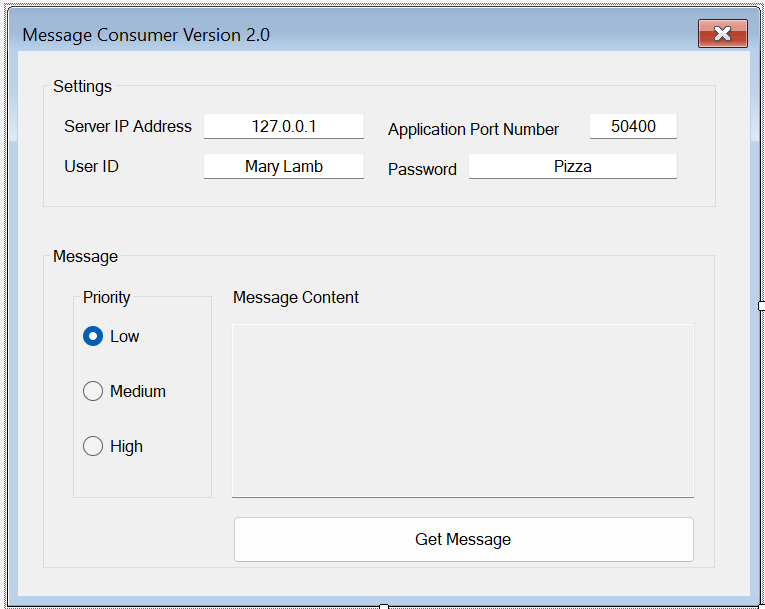 Message Consumer Version 2.0
Settings
Server IP Address 127.0.0.1 Application Port Number 50400
User ID Mary Lamb Password Pizza
Message
Priority Message Content
Low
Medium
High
Get Message